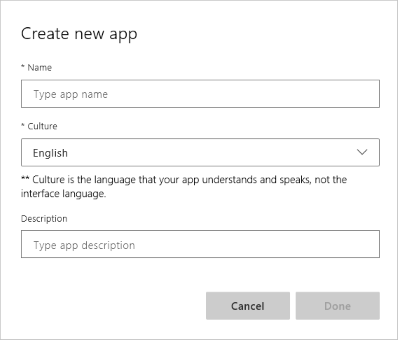 Create new app
* Name
Type app name
* Culture
English
** Culture is the language that your app understands and speaks, not the
interface language.
Description
Type app description
Cancel
Done